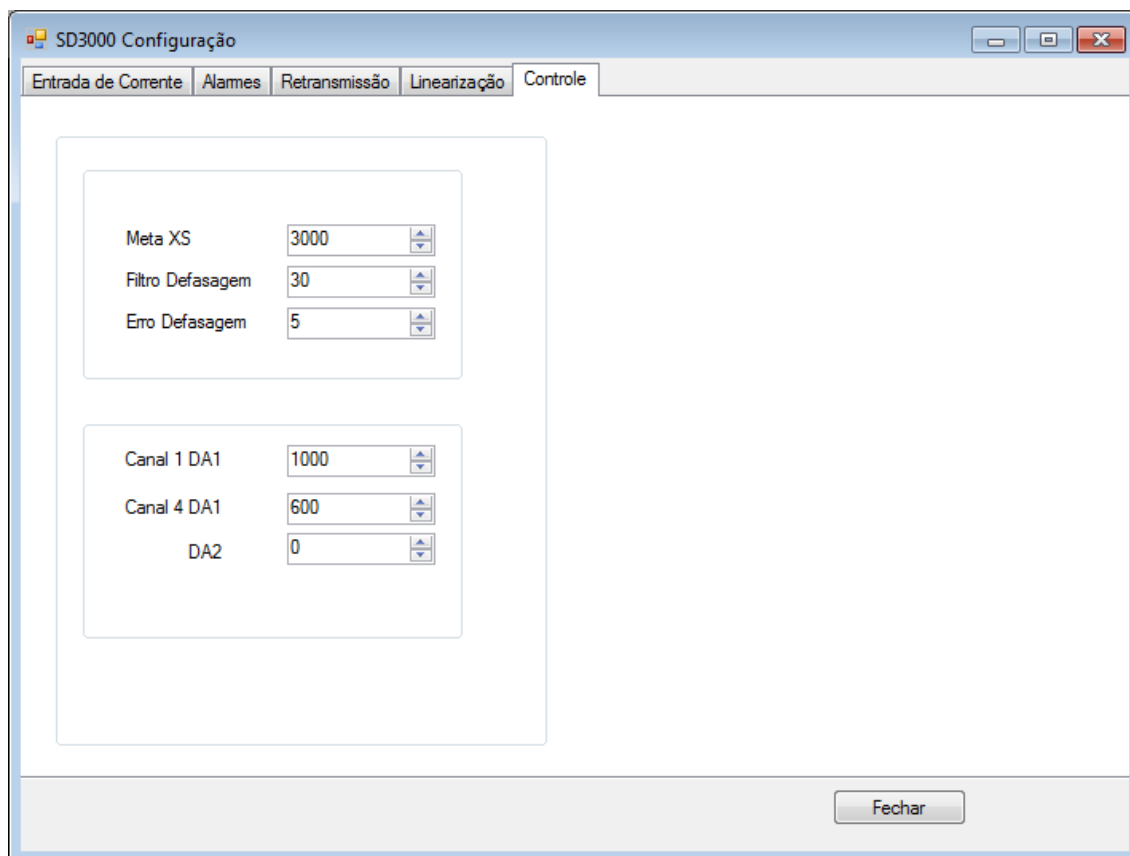 SD3000 Configuração
Entrada de Corrente Alarmes Retransmissão Linearização Controle
Meta XS 3000
Filtro Defasagem 30
Erro Defasagem 5
Canal 1 DA1 1000
Canal 4 DA1 600
DA2 0
Fechar